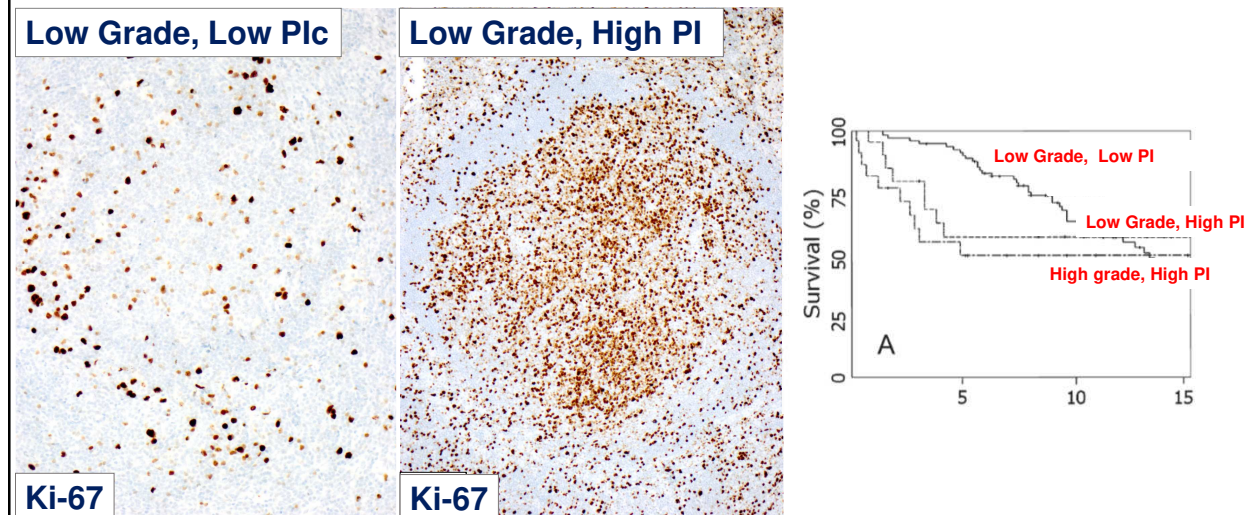 Low Grade, Low PIc
Low Grade, High PI
Ki-67
Ki-67
Survival (%)
100
75
50
25
0
5
10
15
A
Low Grade, Low PI
Low Grade, High PI
High grade, High PI